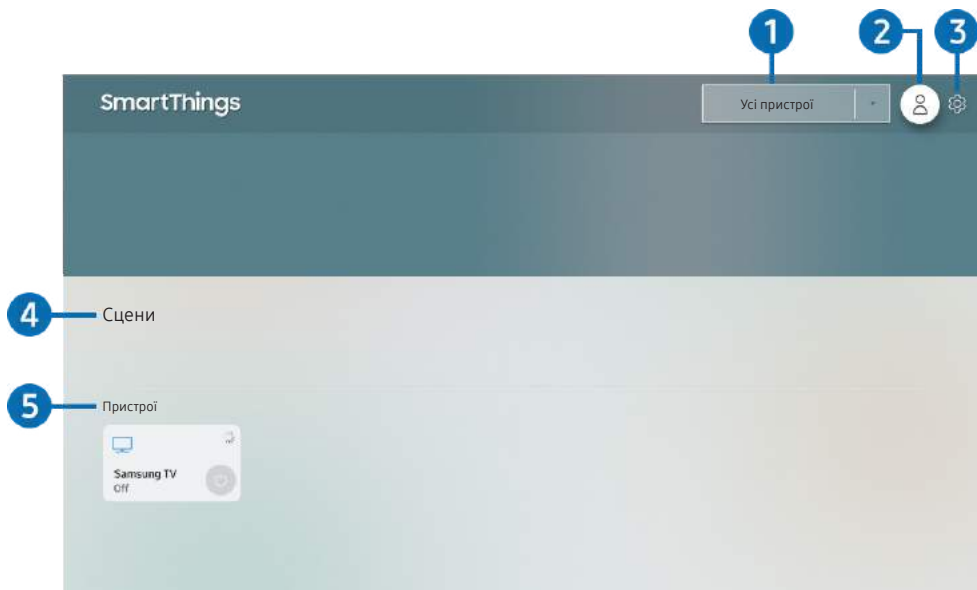 1 2 3
SmartThings
Усі пристрої
4 Сцени
5 Пристрої
Samsung TV
Off